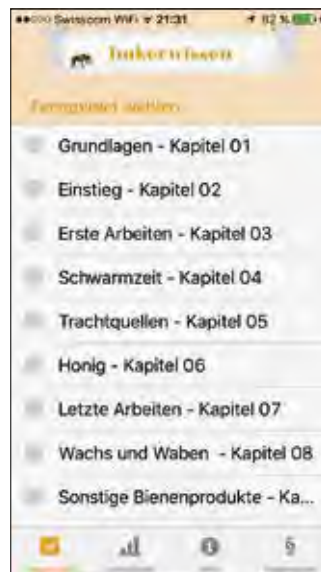 Swisscom WiFi 21:31 82 %
Imkerwissen
Grundlagen - Kapitel 01
Einstieg - Kapitel 02
Erste Arbeiten - Kapitel 03
Schwarmzeit - Kapitel 04
Trachtquellen - Kapitel 05
Honig - Kapitel 06
Letzte Arbeiten - Kapitel 07
Wachs und Waben - Kapitel 08
Sonstige Bienenprodukte - Ka...
§